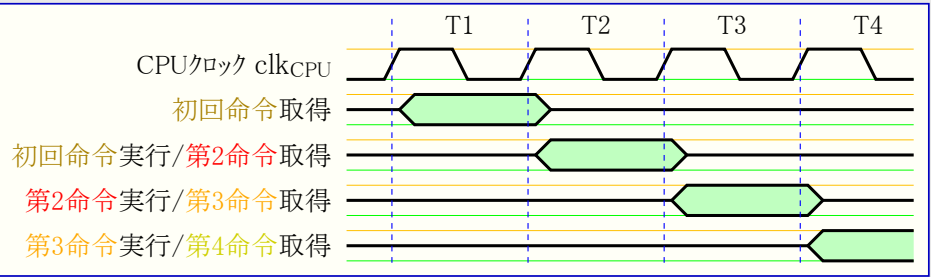 T1 T2 T3 T4
CPUクロック clkCPU
初回命令取得
初回命令実行/第2命令取得
第2命令実行/第3命令取得
第3命令実行/第4命令取得